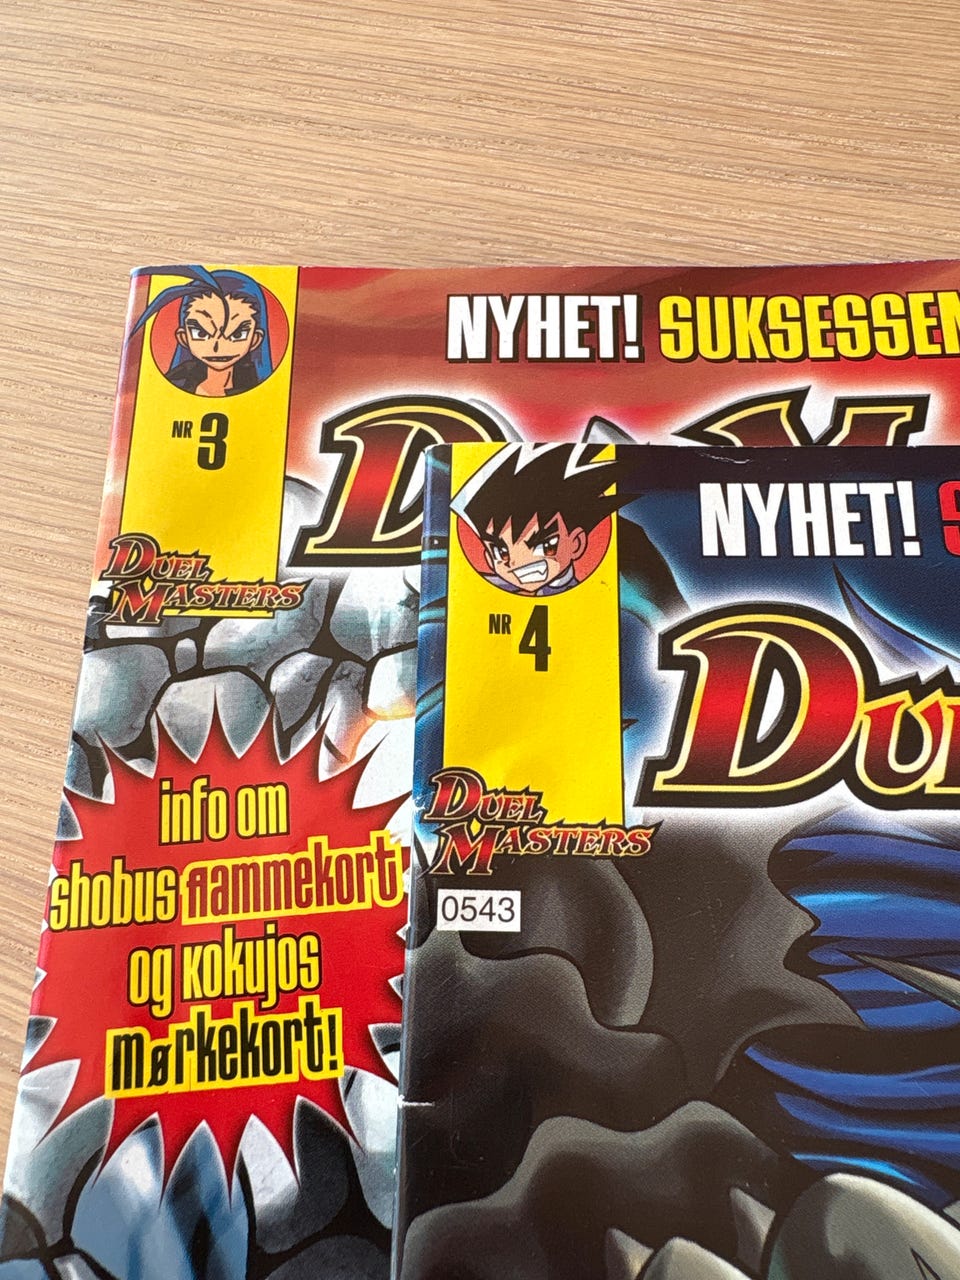 NYHET! SUKSESSEN
NR 3
DUEL
MASTERS
info om
shobus flammekort
og kokujos
mørkekort!
NYHET!
NR 4
DUEL
MASTERS
0543